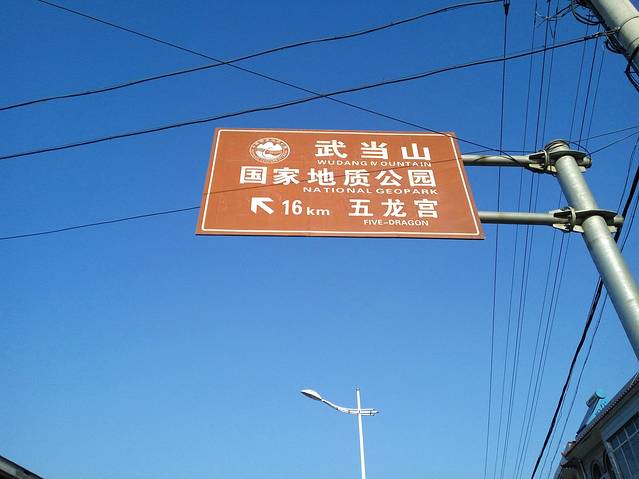 武当山
WUDANG MOUNTAIN
国家地质公园
NATIONAL GEOPARK
16 km 五龙宫
FIVE-DRAGON